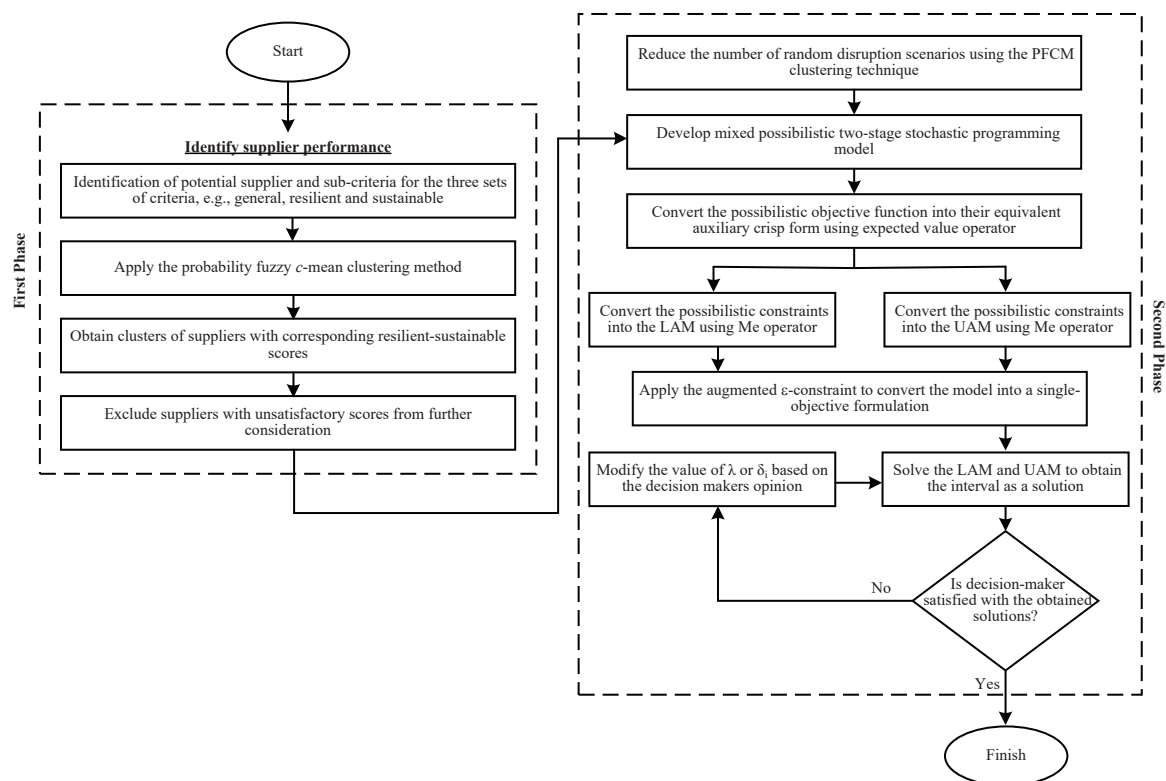 Start
First Phase
Identify supplier performance
Identification of potential supplier and sub-criteria for the three sets
of criteria, e.g., general, resilient and sustainable
Apply the probability fuzzy c-mean clustering method
Obtain clusters of suppliers with corresponding resilient-sustainable
scores
Exclude suppliers with unsatisfactory scores from further
consideration
Second Phase
Reduce the number of random disruption scenarios using the PFCM
clustering technique
Develop mixed possibilistic two-stage stochastic programming
model
Convert the possibilistic objective function into their equivalent
auxiliary crisp form using expected value operator
Convert the possibilistic constraints
into the LAM using Me operator
Convert the possibilistic constraints
into the UAM using Me operator
Apply the augmented ε-constraint to convert the model into a single-
objective formulation
Modify the value of λ or δi based on
the decision makers opinion
Solve the LAM and UAM to obtain
the interval as a solution
Is decision-maker
satisfied with the obtained
solutions?
No
Yes
Finish